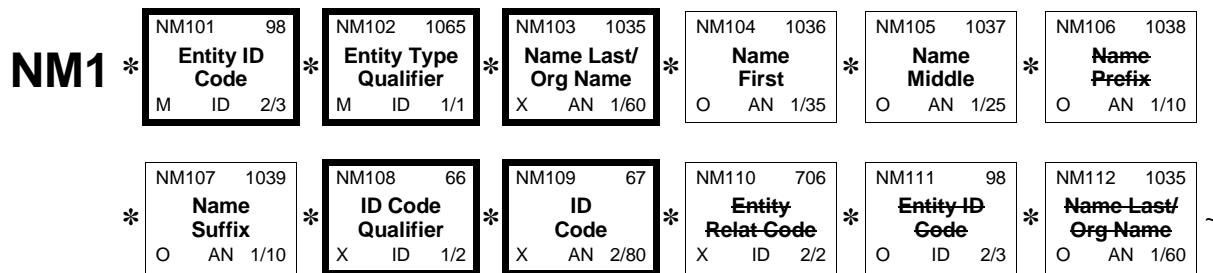 NM101 98 NM102 1065 NM103 1035 NM104 1036 NM105 1037 NM106 1038
NM1 * Entity ID * Entity Type * Name Last/ * Name * Name * Name
Code Qualifier Org Name First Middle Prefix
M ID 2/3 M ID 1/1 X AN 1/60 O AN 1/35 O AN 1/25 O AN 1/10
NM107 1039 NM108 66 NM109 67 NM110 706 NM111 98 NM112 1035
* Name * ID Code * ID * Entity * Entity ID * Name Last/ ~
Suffix Qualifier Code Relat Code Code Org Name
O AN 1/10 X ID 1/2 X AN 2/80 X ID 2/2 O ID 2/3 O AN 1/60